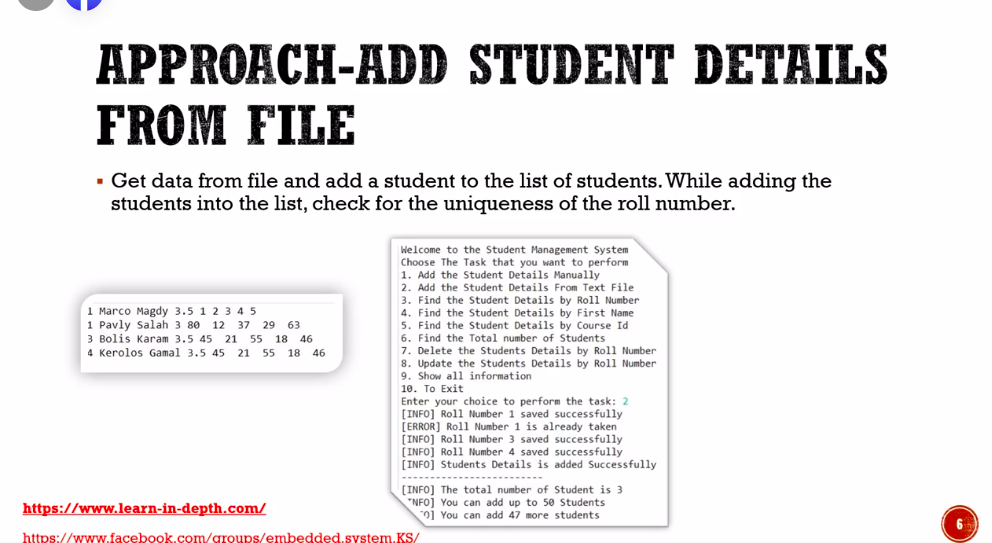 APPROACH-ADD STUDENT DETAILS
FROM FILE
▪ Get data from file and add a student to the list of students. While adding the
students into the list, check for the uniqueness of the roll number.
1 Marco Magdy 3.5 1 2 3 4 5
1 Pavly Salah 3 80 12 37 29 63
3 Bolis Karam 3.5 45 21 55 18 46
4 Kerolos Gamal 3.5 45 21 55 18 46
Welcome to the Student Management System
Choose The Task that you want to perform
1. Add the Student Details Manually
2. Add the Student Details From Text File
3. Find the Student Details by Roll Number
4. Find the Student Details by First Name
5. Find the Student Details by Course Id
6. Find the Total number of Students
7. Delete the Students Details by Roll Number
8. Update the Students Details by Roll Number
9. Show all information
10. To Exit
Enter your choice to perform the task: 2
[INFO] Roll Number 1 saved successfully
[ERROR] Roll Number 1 is already taken
[INFO] Roll Number 3 saved successfully
[INFO] Roll Number 4 saved successfully
[INFO] Students Details is added Successfully
------------------------
[INFO] The total number of Student is 3
NFO] You can add up to 50 Students
O] You can add 47 more students
https://www.learn-in-depth.com/
https://www.facebook.com/groups/embedded.system.KS/
6